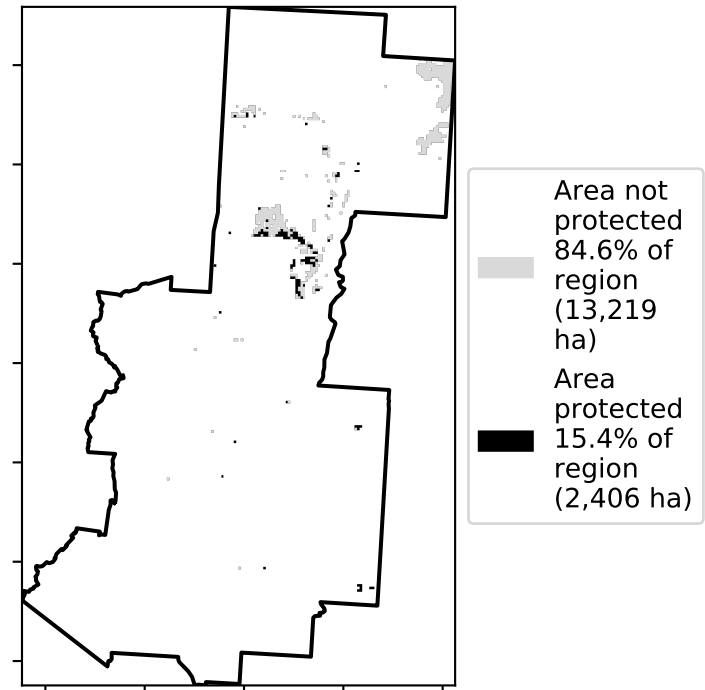 Area not
protected
84.6% of
region
(13,219
ha)
Area
protected
15.4% of
region
(2,406 ha)